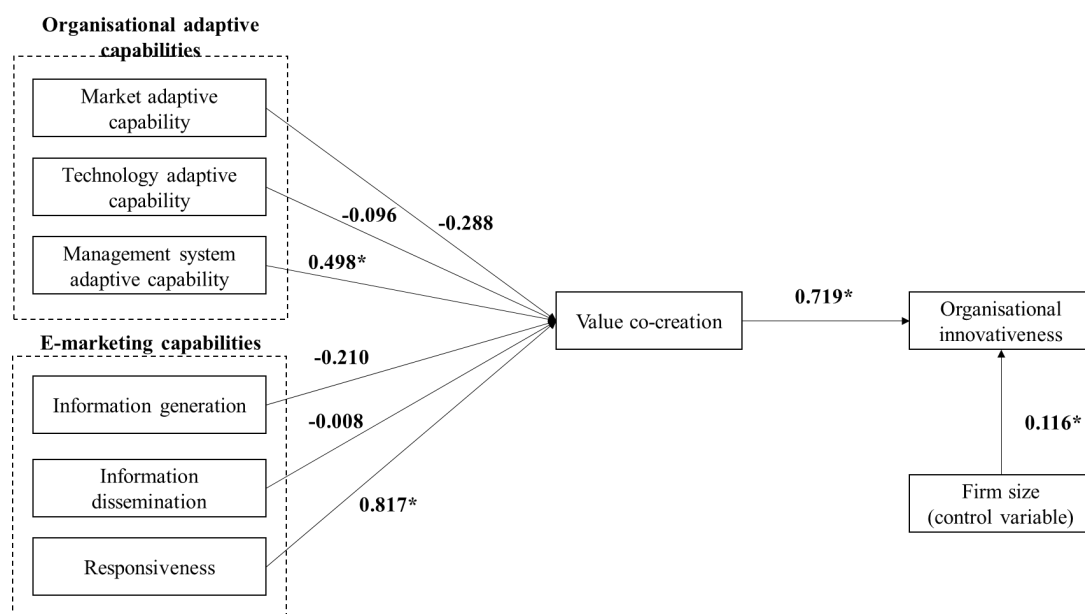 Organisational adaptive
capabilities
Market adaptive
capability
Technology adaptive
capability
Management system
adaptive capability
-0.096
-0.288
0.498*
E-marketing capabilities
Information generation
Information
dissemination
Responsiveness
-0.210
-0.008
0.817*
Value co-creation
0.719*
Organisational
innovativeness
0.116*
Firm size
(control variable)